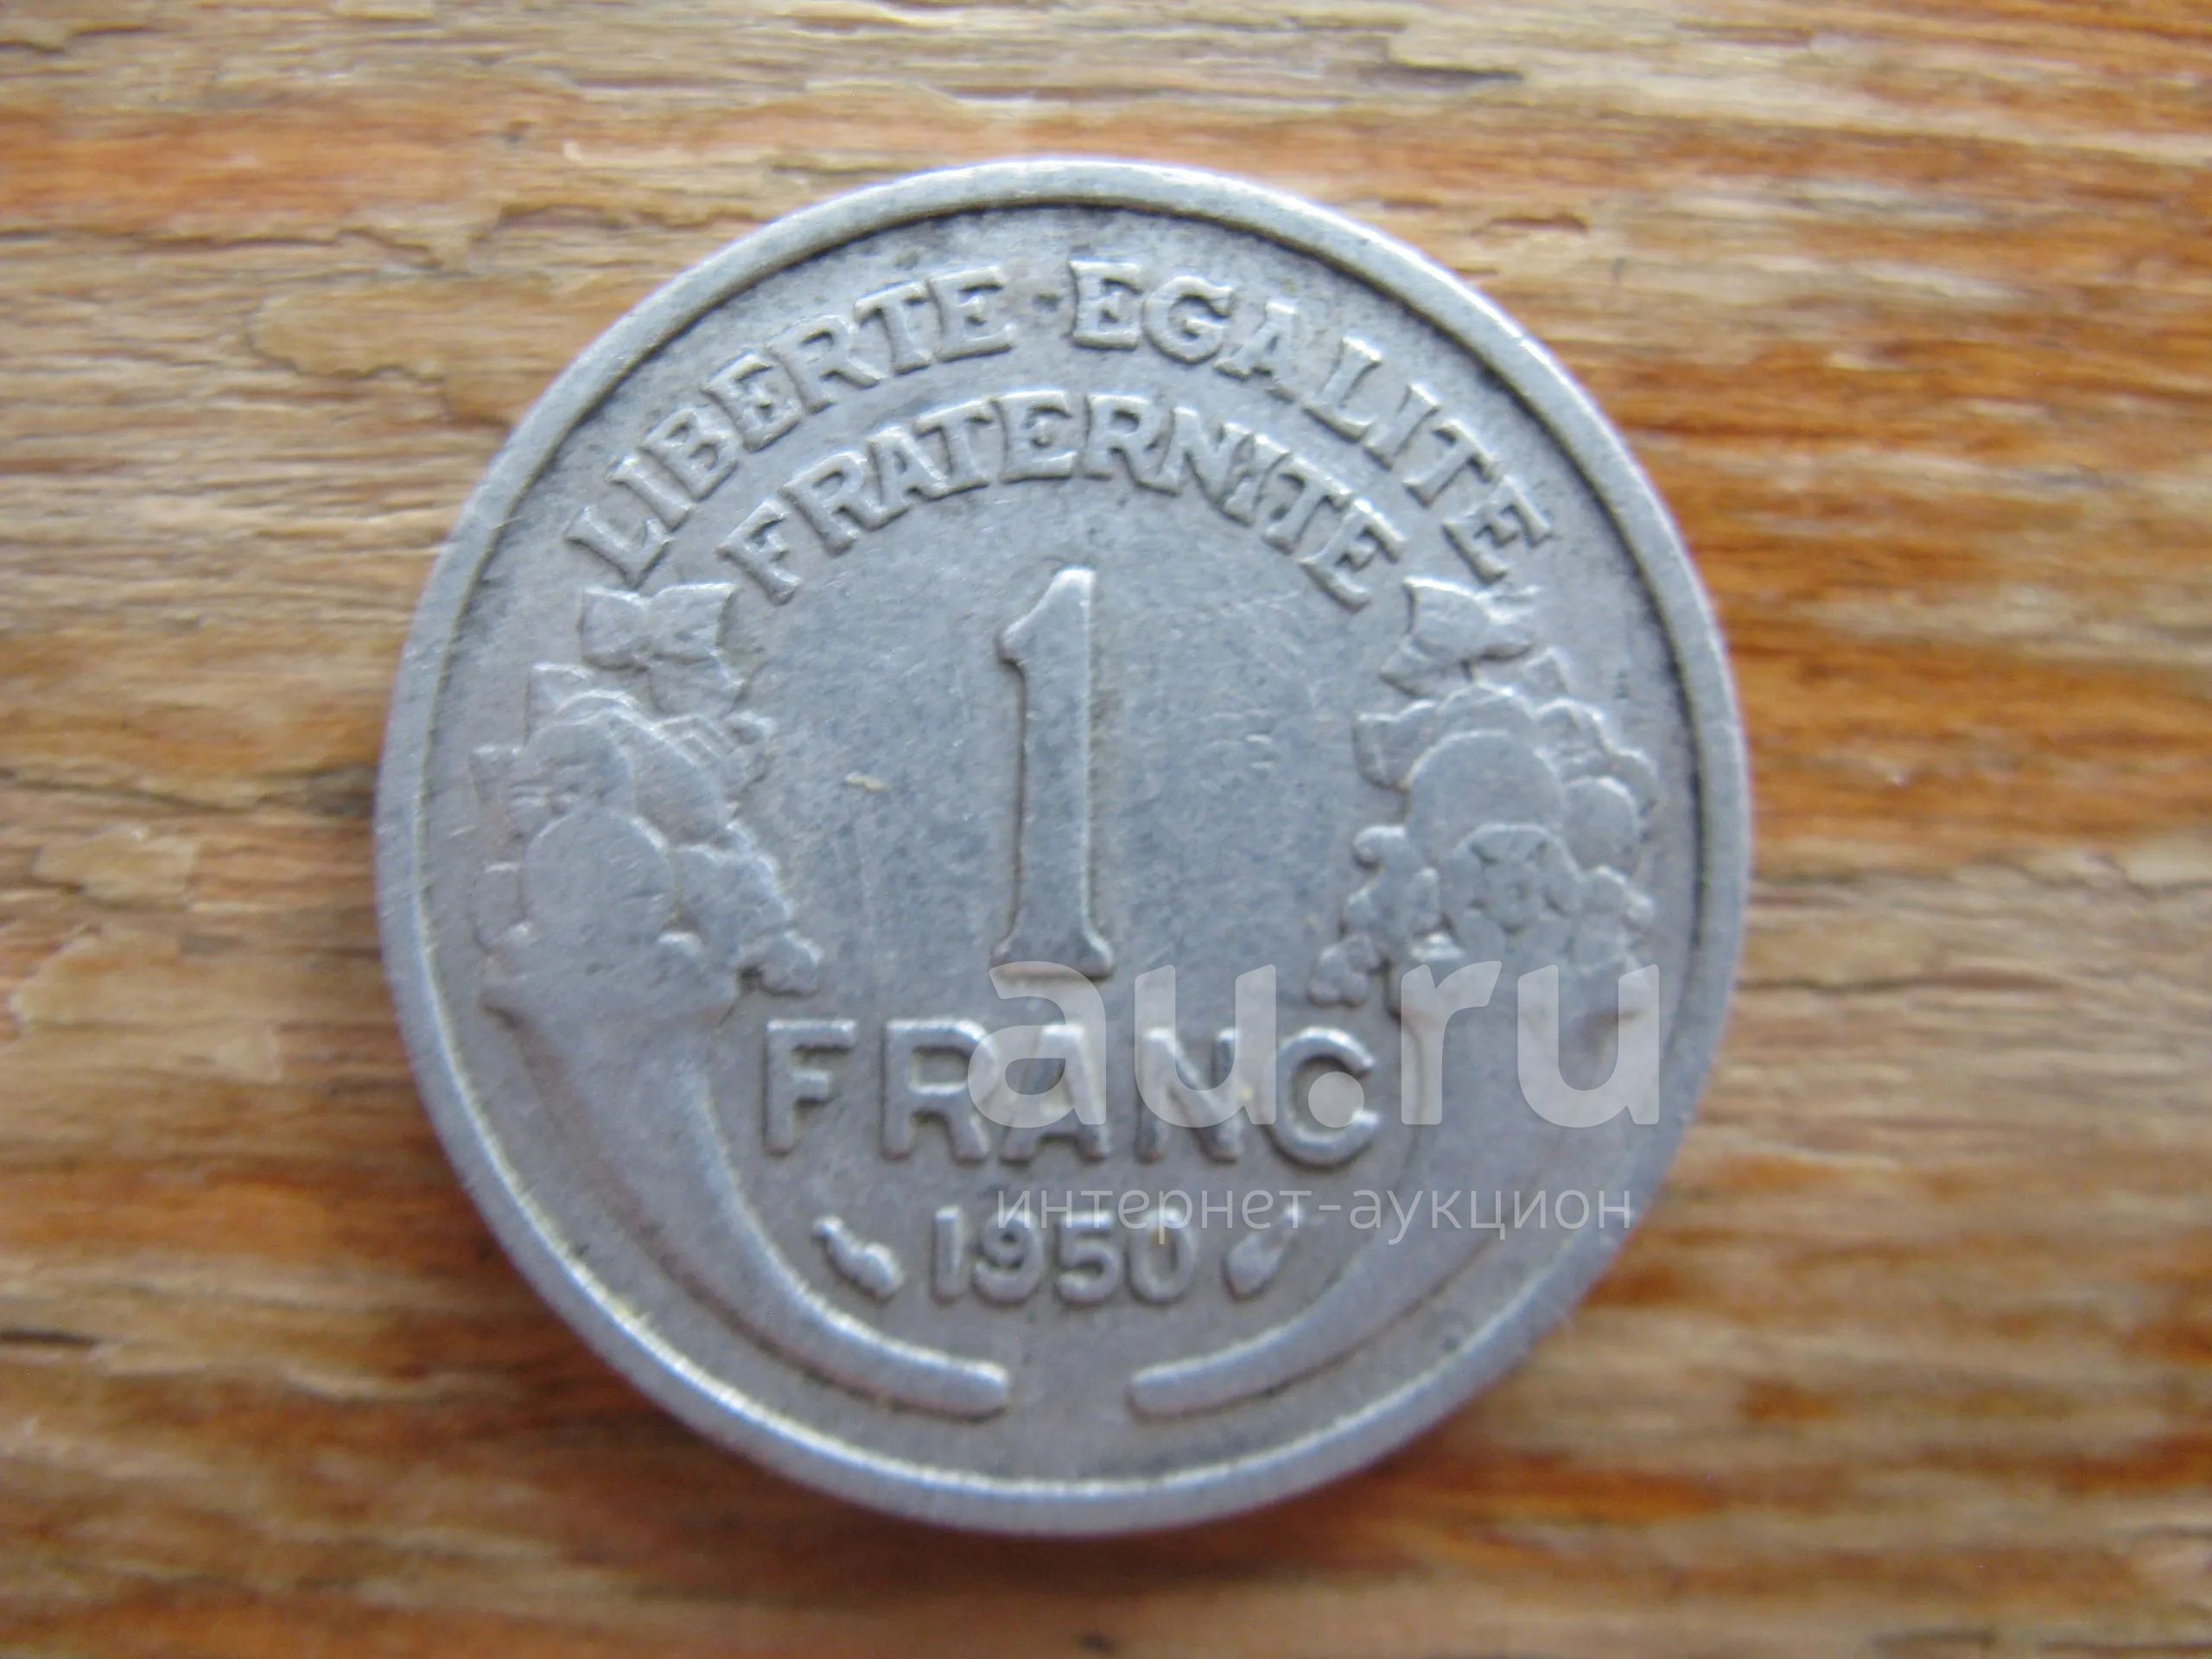 LIBERTE·EGALITE
FRATERNITE
1
FRANC
1950
au.ru
интернет-аукцион